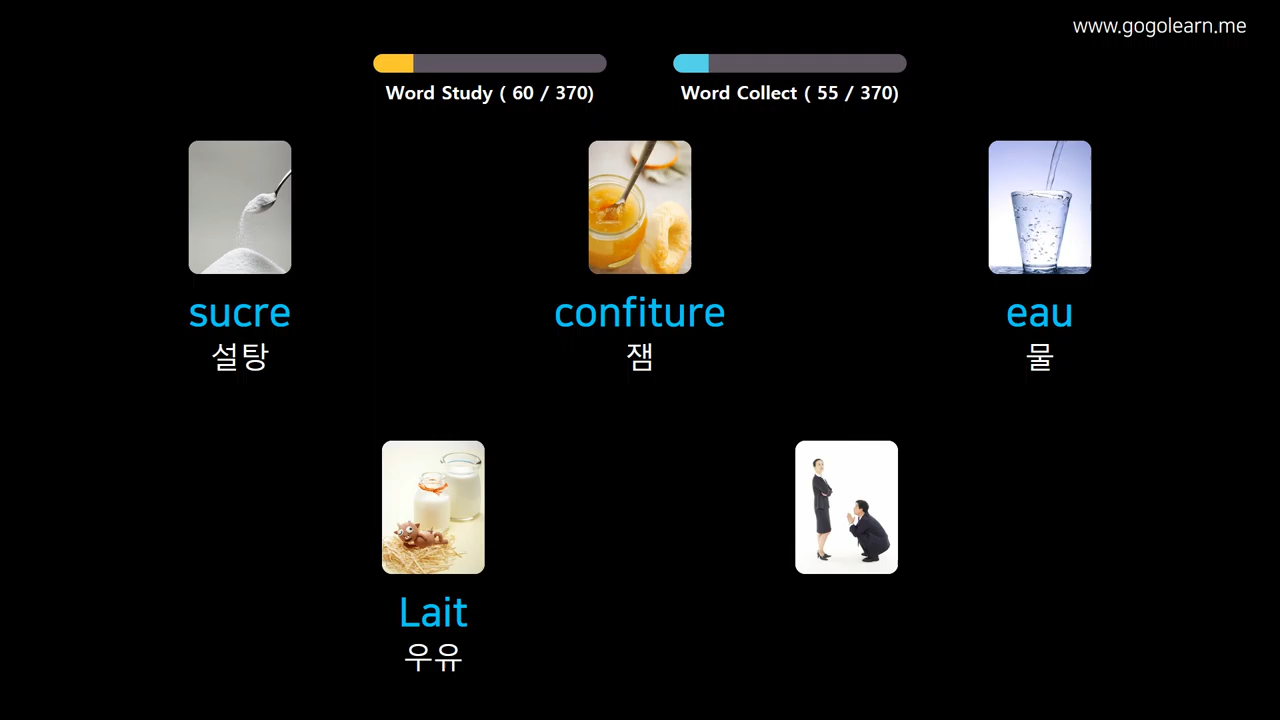 www.gogolearn.me
Word Study ( 60 / 370)
Word Collect ( 55 / 370)
sucre
설탕
confiture
잼
eau
물
Lait
우유